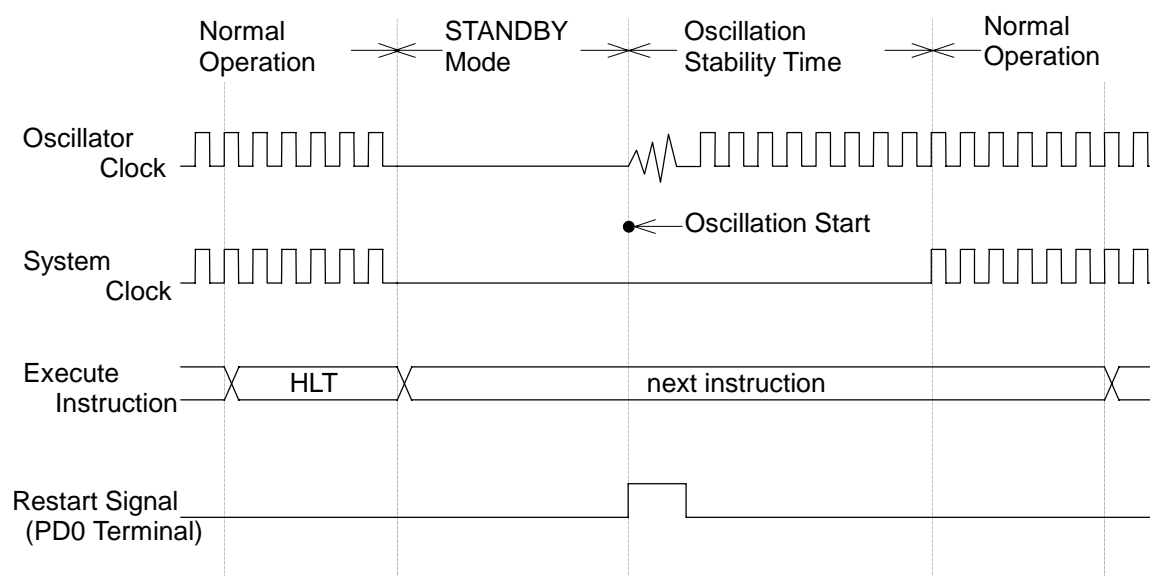 Normal
Operation
STANDBY
Mode
Oscillation
Stability Time
Normal
Operation
Oscillator
Clock
Oscillation Start
System
Clock
Execute
Instruction
HLT
next instruction
Restart Signal
(PD0 Terminal)